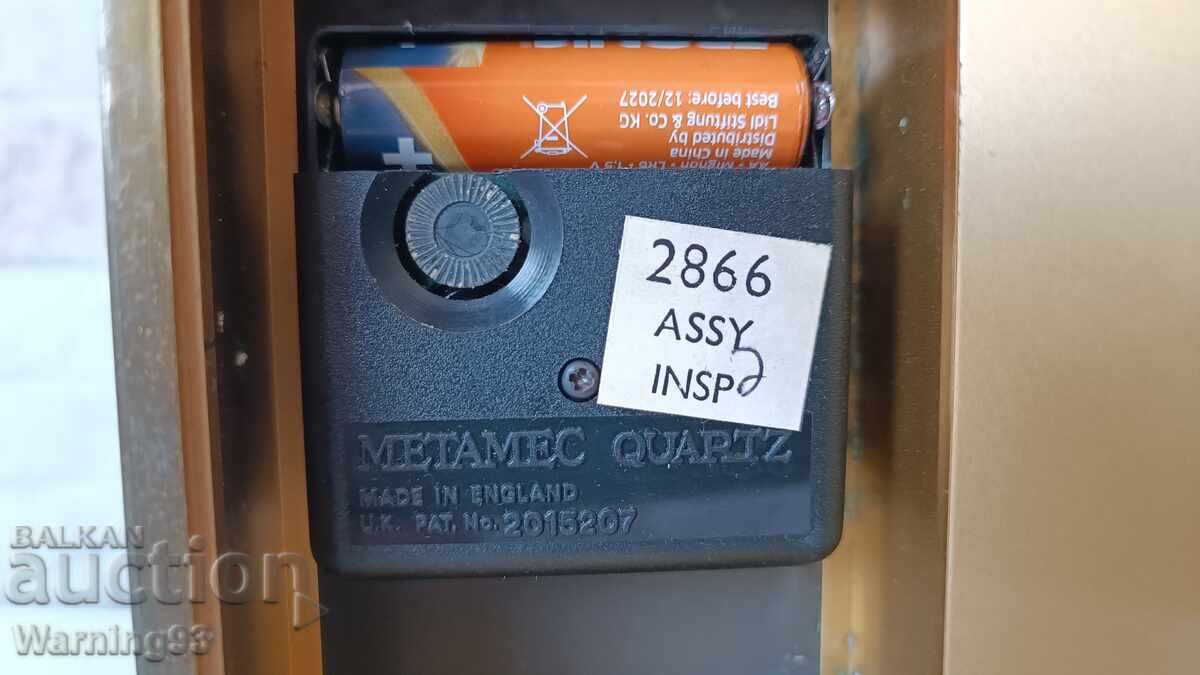 Best before: 12/2027
Lidl Stiftung & Co. KG
Distributed by
Made in China
+
2866
ASSY
INSP 2
METAMEC QUARTZ
MADE IN ENGLAND
U.K. PAT. No. 2015207
BALKAN
auction
Warning93